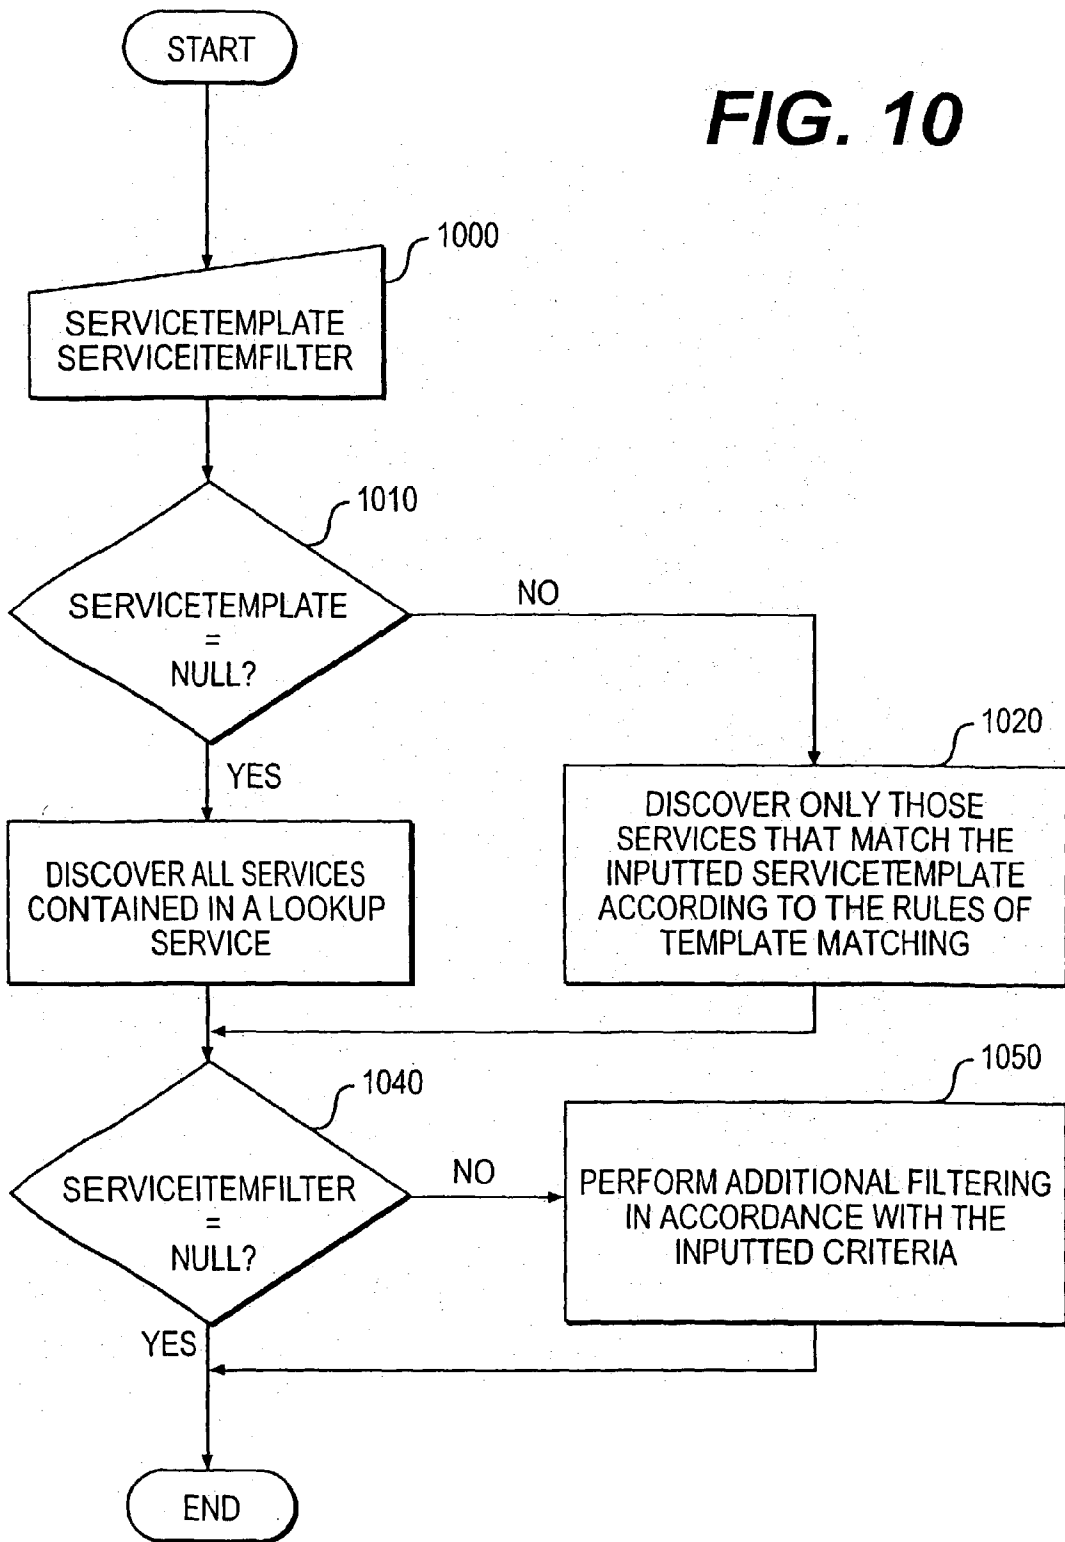 START
FIG. 10
1000
SERVICETEMPLATE
SERVICEITEMFILTER
1010
SERVICETEMPLATE
=
NULL?
NO
YES
1020
DISCOVER ONLY THOSE
SERVICES THAT MATCH THE
INPUTTED SERVICETEMPLATE
ACCORDING TO THE RULES OF
TEMPLATE MATCHING
DISCOVER ALL SERVICES
CONTAINED IN A LOOKUP
SERVICE
1040
SERVICEITEMFILTER
=
NULL?
NO
YES
1050
PERFORM ADDITIONAL FILTERING
IN ACCORDANCE WITH THE
INPUTTED CRITERIA
END